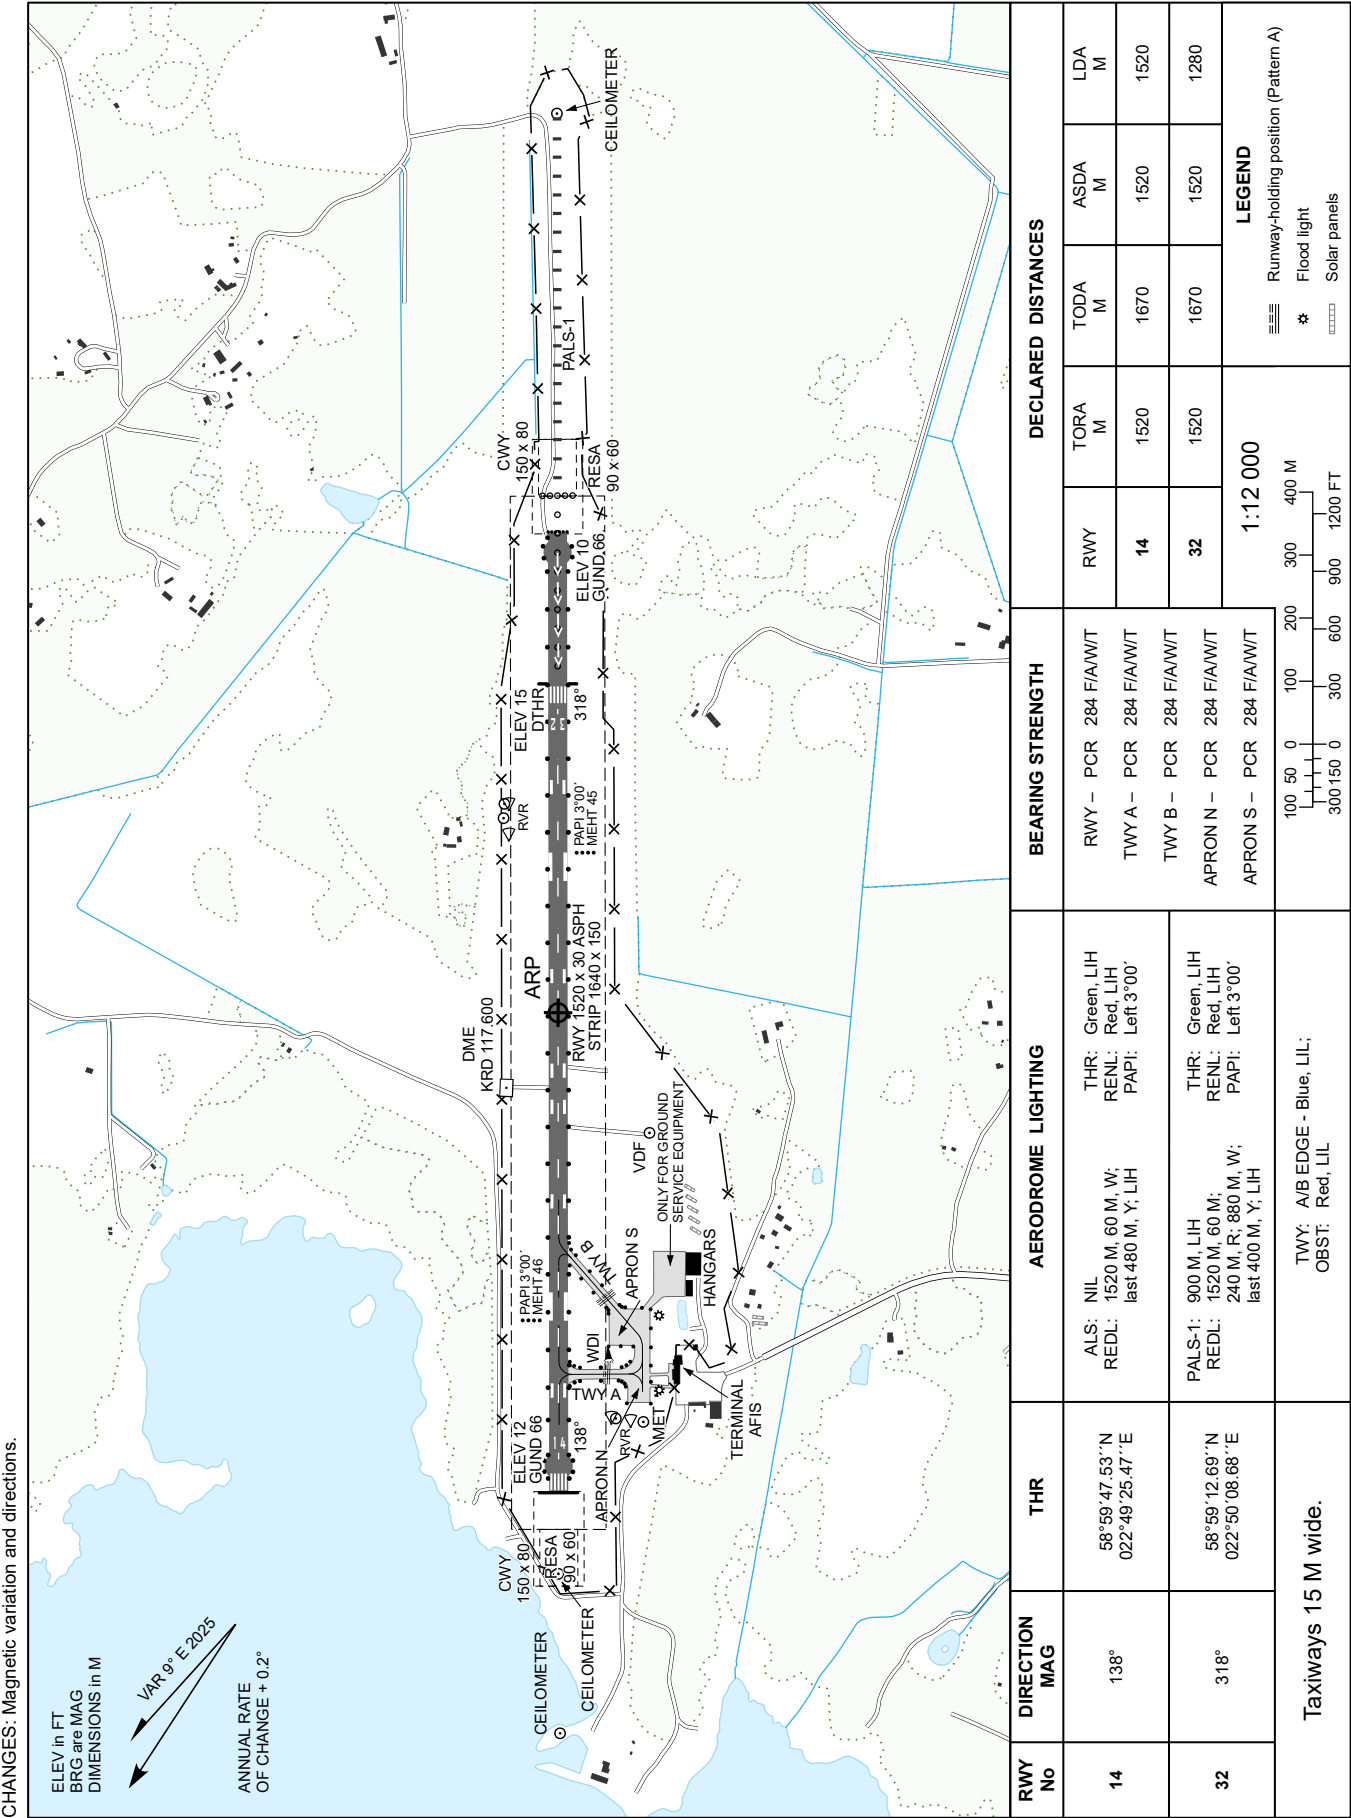 CHANGES: Magnetic variation and directions.
ELEV in FT
BRG are MAG
DIMENSIONS in M
VAR 9° E 2025
ANNUAL RATE
OF CHANGE + 0.2°
CEILOMETER
CEILOMETER
CWY
150 x 80
RESA
90 x 60
ELEV 12
GUND 66
138°
14
APRON N
RVR
MET
TWY A
WDI
TERMINAL
AFIS
PAPI 3°00´
MEHT 46
TWY B
APRON S
HANGARS
ONLY FOR GROUND
SERVICE EQUIPMENT
VDF
DME
KRD 117.600
ARP
RWY 1520 x 30 ASPH
STRIP 1640 x 150
RVR
PAPI 3°00´
MEHT 45
ELEV 15
DTHR
318°
32
ELEV 10
GUND 66
CWY
150 x 80
RESA
90 x 60
PALS-1
CEILOMETER
RWY
No
DIRECTION
MAG
THR
AERODROME LIGHTING
BEARING STRENGTH
DECLARED DISTANCES
14
138°
58°59´47.53´´N
022°49´25.47´´E
ALS: NIL
REDL: 1520 M, 60 M, W;
last 480 M, Y; LIH
THR: Green, LIH
RENL: Red, LIH
PAPI: Left 3°00´
32
318°
58°59´12.69´´N
022°50´08.68´´E
PALS-1: 900 M, LIH
REDL: 1520 M, 60 M;
240 M, R; 880 M, W;
last 400 M, Y; LIH
THR: Green, LIH
RENL: Red, LIH
PAPI: Left 3°00´
Taxiways 15 M wide.
TWY: A/B EDGE - Blue, LIL;
OBST: Red, LIL
RWY – PCR 284 F/A/W/T
TWY A – PCR 284 F/A/W/T
TWY B – PCR 284 F/A/W/T
APRON N – PCR 284 F/A/W/T
APRON S – PCR 284 F/A/W/T
RWY TORA M TODA M ASDA M LDA M
14 1520 1670 1520 1520
32 1520 1670 1520 1280
1:12 000
100 50 0 100 200 300 400 M
300 150 0 300 600 900 1200 FT
LEGEND
Runway-holding position (Pattern A)
Flood light
Solar panels